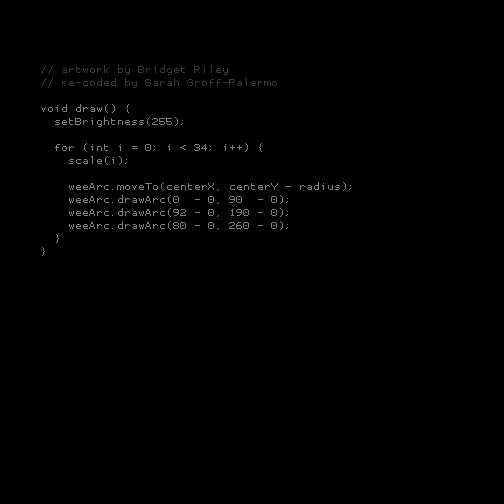 // artwork by Bridget Riley
// re-coded by Sarah Groff-Palermo

void draw() {
  setBrightness(255);

  for (int i = 0; i < 34; i++) {
    scale(i);

    weeArc.moveTo(centerX, centerY - radius);
    weeArc.drawArc(0  - 0, 90  - 0);
    weeArc.drawArc(92 - 0, 190 - 0);
    weeArc.drawArc(80 - 0, 260 - 0);
  }
}